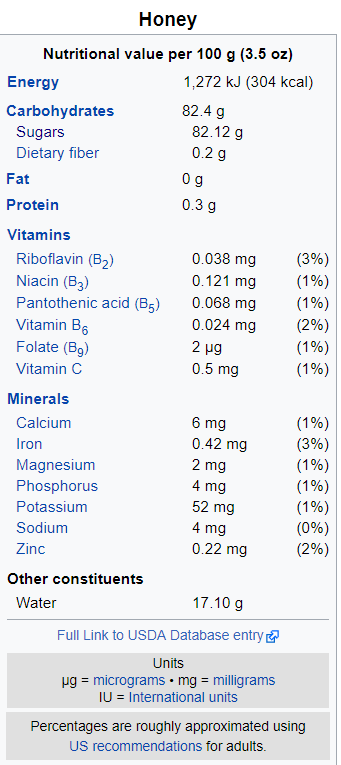 Honey
Nutritional value per 100 g (3.5 oz)
Energy 1,272 kJ (304 kcal)
Carbohydrates 82.4 g
Sugars 82.12 g
Dietary fiber 0.2 g
Fat 0 g
Protein 0.3 g
Vitamins
Riboflavin (B2) 0.038 mg (3%)
Niacin (B3) 0.121 mg (1%)
Pantothenic acid (B5) 0.068 mg (1%)
Vitamin B6 0.024 mg (2%)
Folate (B9) 2 μg (1%)
Vitamin C 0.5 mg (1%)
Minerals
Calcium 6 mg (1%)
Iron 0.42 mg (3%)
Magnesium 2 mg (1%)
Phosphorus 4 mg (1%)
Potassium 52 mg (1%)
Sodium 4 mg (0%)
Zinc 0.22 mg (2%)
Other constituents
Water 17.10 g
Full Link to USDA Database entry
Units
μg = micrograms • mg = milligrams
IU = International units
Percentages are roughly approximated using
US recommendations for adults.